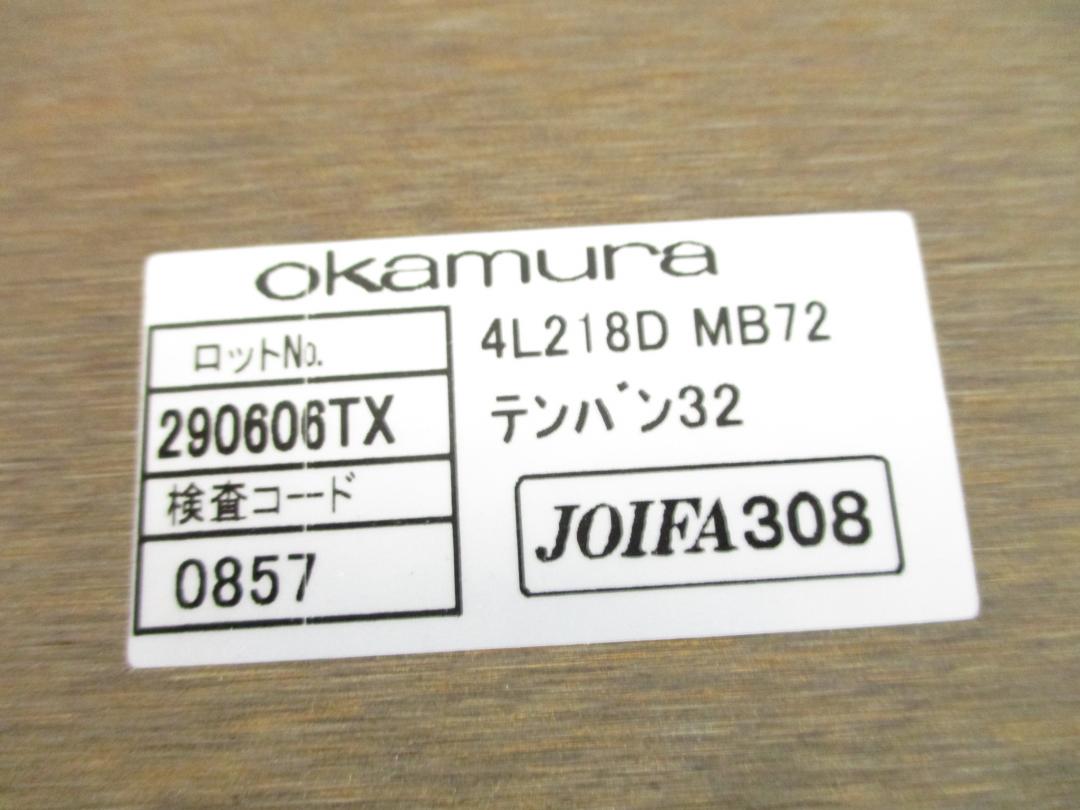 okamura
ロットNo.
290606TX
検査コード
0857
4L218D MB72
テンバン32
JOIFA308